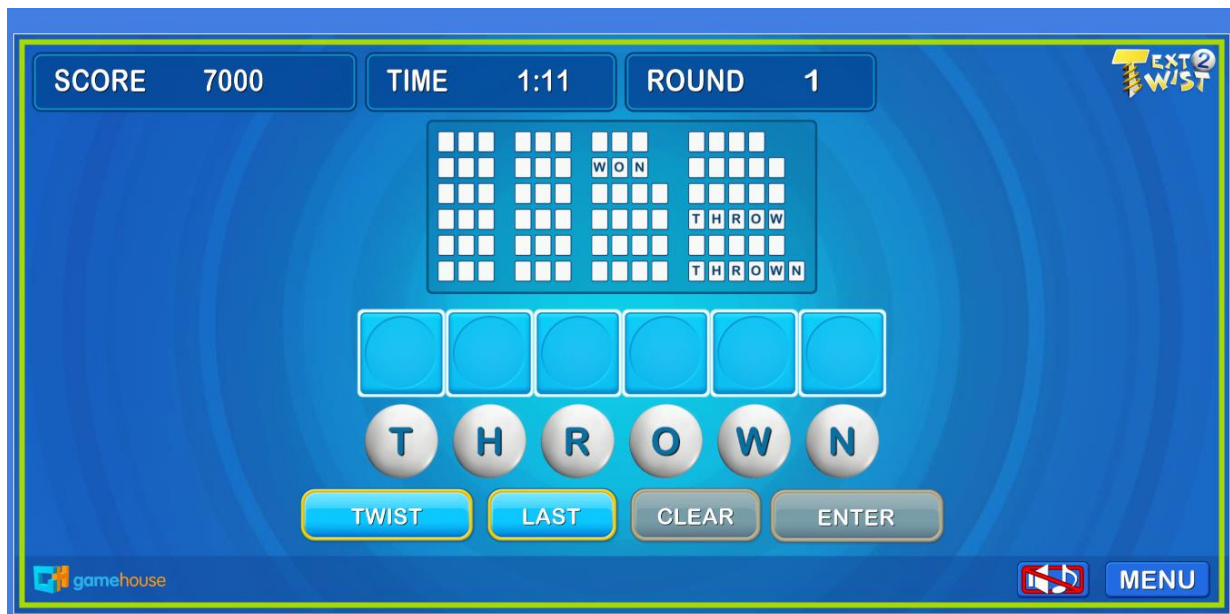 SCORE 7000 TIME 1:11 ROUND 1
TEXT 2
TWIST
WON
THROW
THROWN
T H R O W N
TWIST LAST CLEAR ENTER
gamehouse MENU